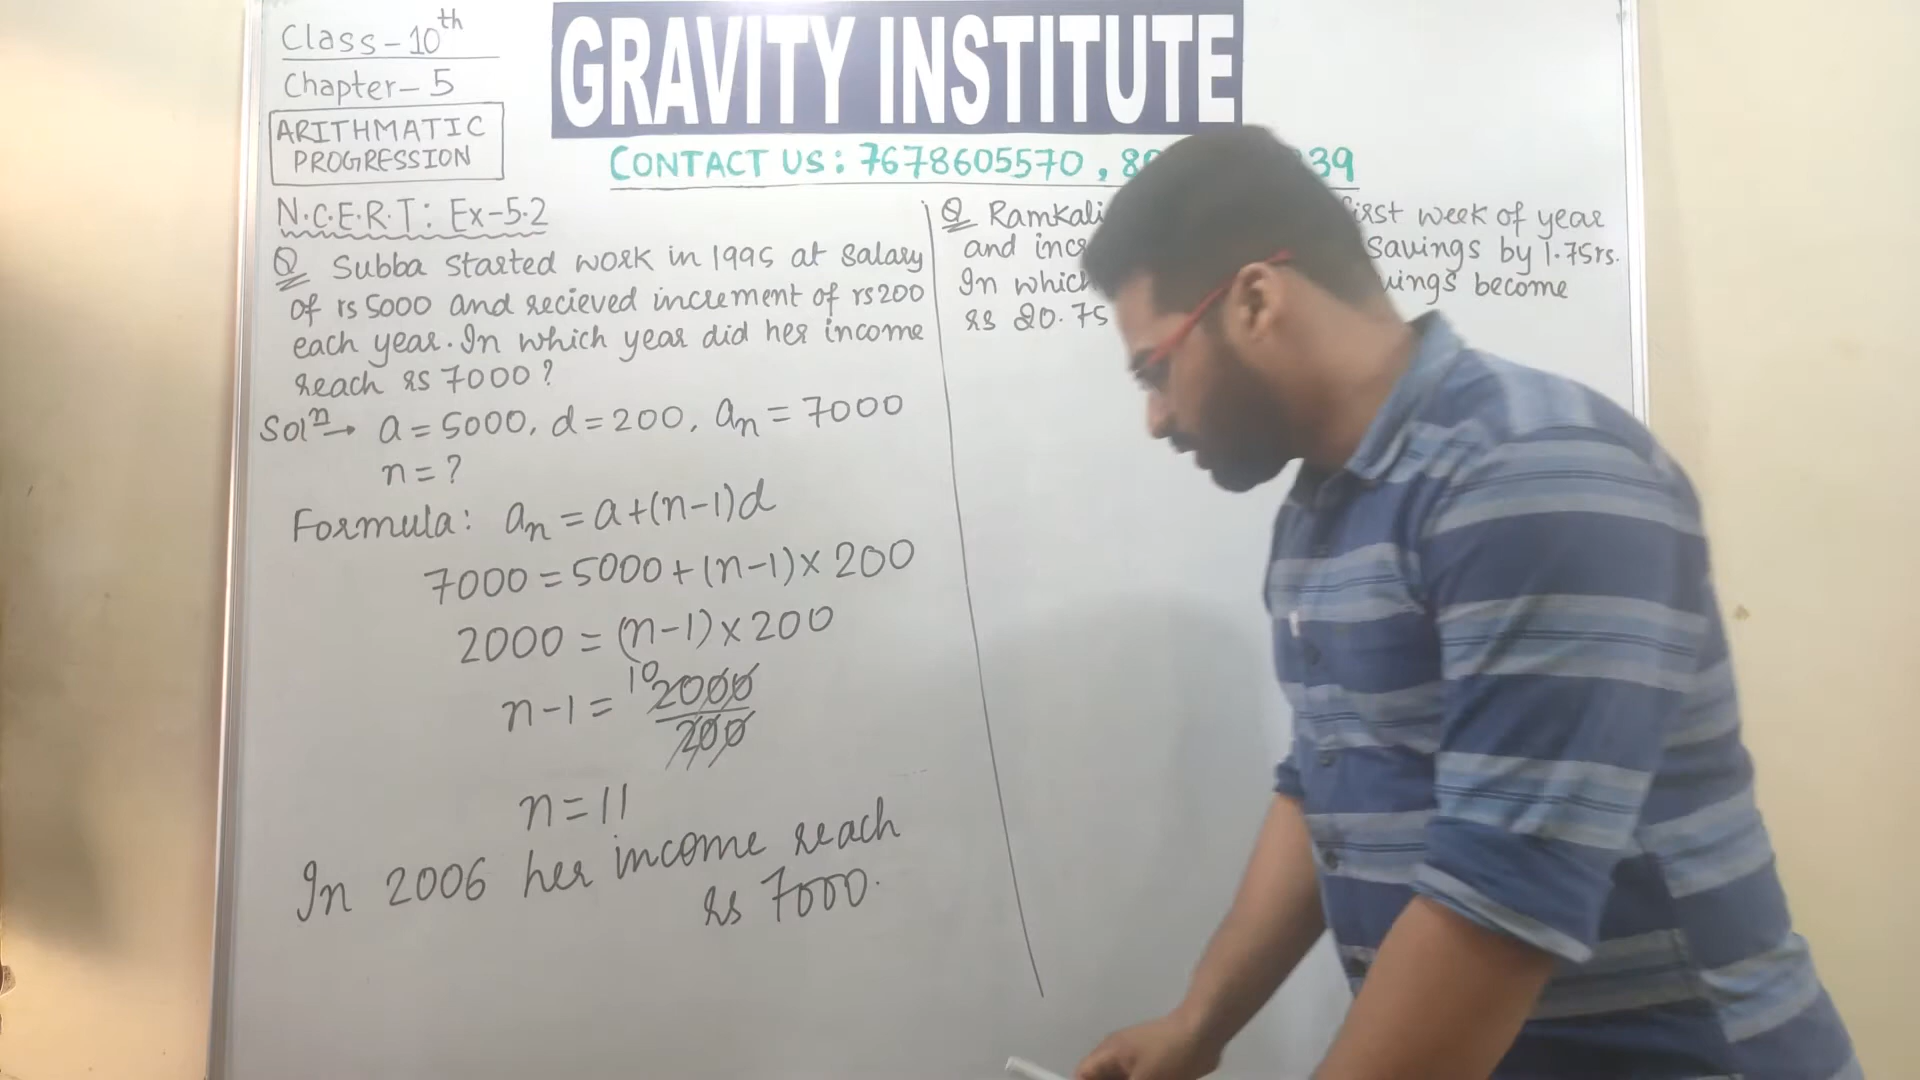 Class-10th
Chapter-5
ARITHMATIC
PROGRESSION
GRAVITY INSTITUTE
CONTACT US: 7678605570, 8 39
N.C.E.R.T: Ex-5.2
Q Subba started work in 1995 at salary
of rs 5000 and recieved increment of rs 200
each year. In which year did her income
reach rs 7000?
Solⁿ→ a=5000, d=200, an=7000
n=?
Formula: an=a+(n-1)d
7000=5000+(n-1)×200
2000=(n-1)×200
10
n-1=2000/200
n=11
In 2006 her income reach
rs 7000.
Q Ramkali first week of year
and incr savings by 1.75rs.
In which vings become
rs 20.75